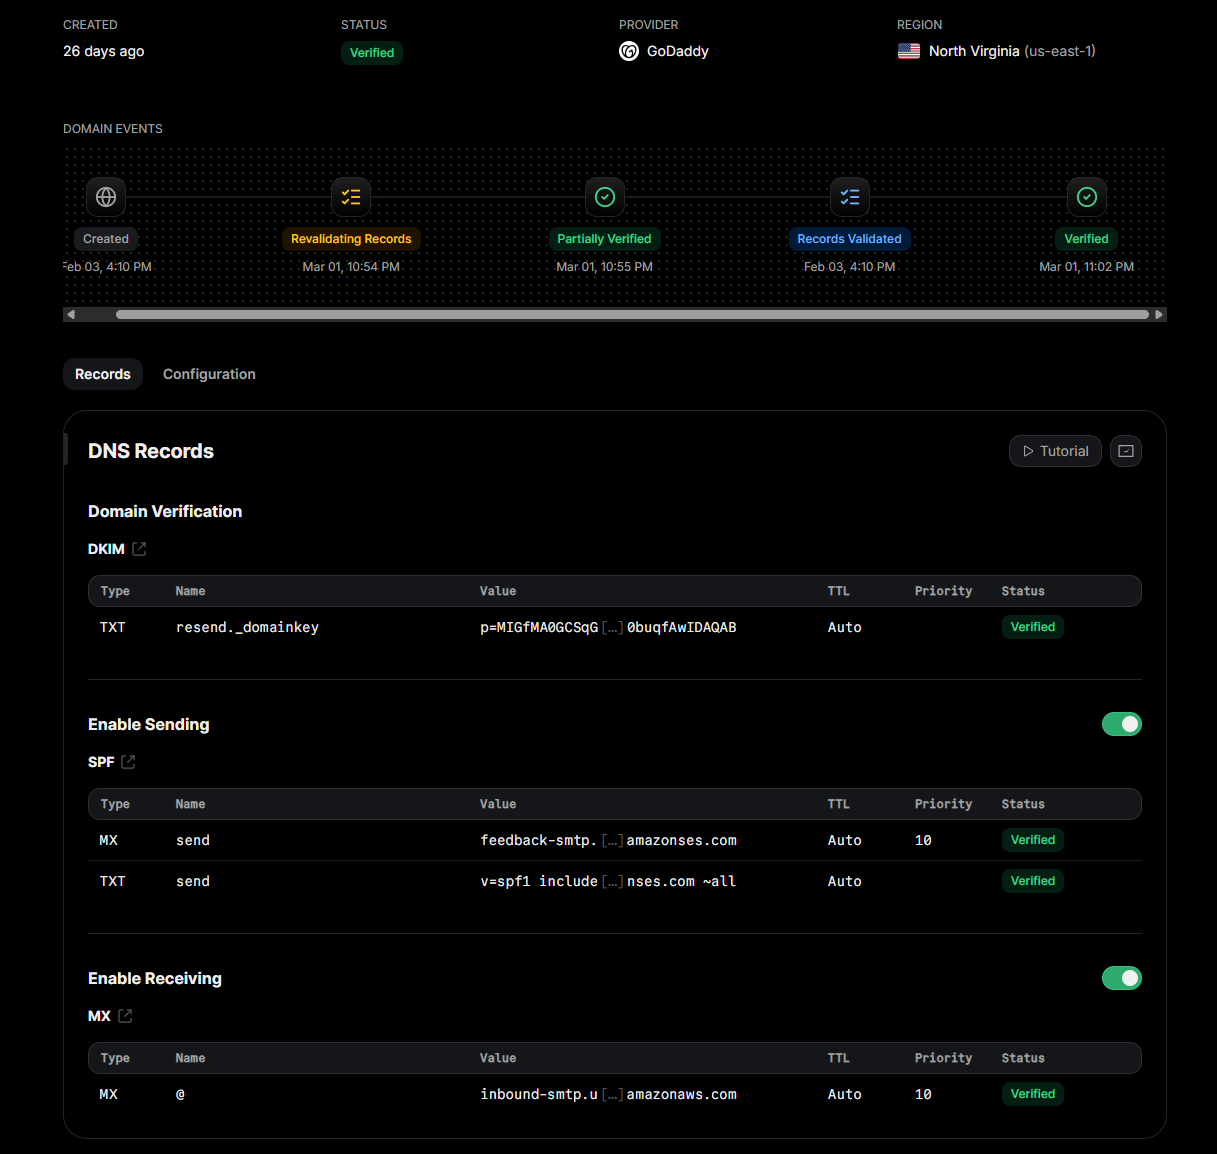 CREATED STATUS PROVIDER REGION
26 days ago Verified GoDaddy North Virginia (us-east-1)
DOMAIN EVENTS
Created Revalidating Records Partially Verified Records Validated Verified
Feb 03, 4:10 PM Mar 01, 10:54 PM Mar 01, 10:55 PM Feb 03, 4:10 PM Mar 01, 11:02 PM
Records Configuration
DNS Records Tutorial
Domain Verification
DKIM
Type Name Value TTL Priority Status
TXT resend._domainkey p=MIGfMA0GCSqG[…]0buqfAwIDAQAB Auto Verified
Enable Sending
SPF
Type Name Value TTL Priority Status
MX send feedback-smtp.[…]amazonses.com Auto 10 Verified
TXT send v=spf1 include[…]nses.com ~all Auto Verified
Enable Receiving
MX
Type Name Value TTL Priority Status
MX @ inbound-smtp.u[…]amazonaws.com Auto 10 Verified